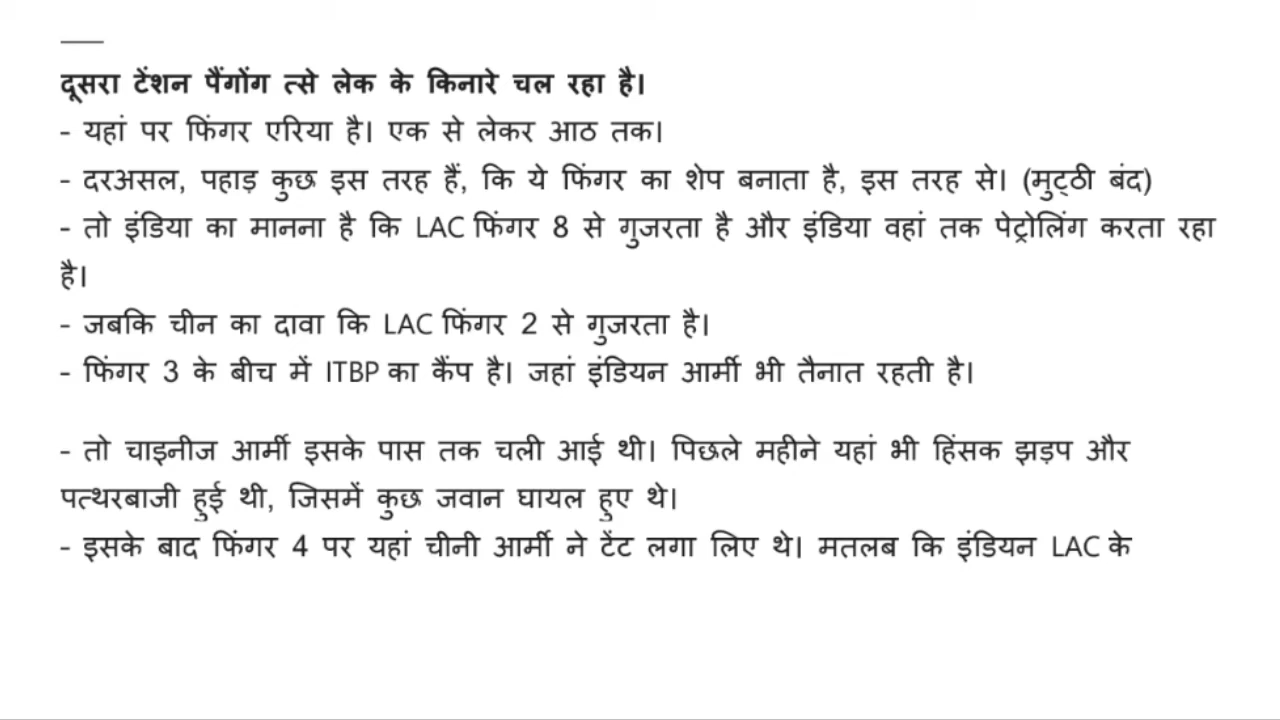 दूसरा टेंशन पैंगोंग त्से लेक के किनारे चल रहा है।
- यहां पर फिंगर एरिया है। एक से लेकर आठ तक।
- दरअसल, पहाड़ कुछ इस तरह हैं, कि ये फिंगर का शेप बनाता है, इस तरह से। (मुट्ठी बंद)
- तो इंडिया का मानना है कि LAC फिंगर 8 से गुजरता है और इंडिया वहां तक पेट्रोलिंग करता रहा
है।
- जबकि चीन का दावा कि LAC फिंगर 2 से गुजरता है।
- फिंगर 3 के बीच में ITBP का कैंप है। जहां इंडियन आर्मी भी तैनात रहती है।
- तो चाइनीज आर्मी इसके पास तक चली आई थी। पिछले महीने यहां भी हिंसक झड़प और
पत्थरबाजी हुई थी, जिसमें कुछ जवान घायल हुए थे।
- इसके बाद फिंगर 4 पर यहां चीनी आर्मी ने टेंट लगा लिए थे। मतलब कि इंडियन LAC के